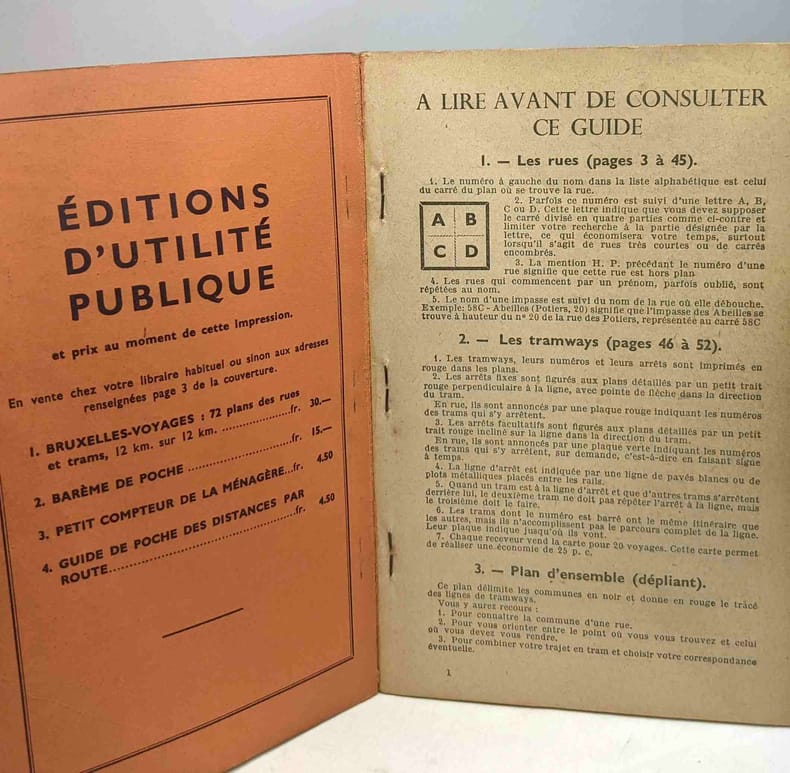 ÉDITIONS
D'UTILITÉ
PUBLIQUE
et prix au moment de cette impression.
En vente chez votre libraire habituel ou sinon aux adresses
renseignées page 3 de la couverture.
1. BRUXELLES-VOYAGES : 72 plans des rues
et trams, 12 km. sur 12 km. ..................fr. 30.—
2. BARÈME DE POCHE ......................fr. 15.—
3. PETIT COMPTEUR DE LA MÉNAGÈRE...fr. 4.50
4. GUIDE DE POCHE DES DISTANCES PAR
ROUTE........................................fr. 4.50
A LIRE AVANT DE CONSULTER
CE GUIDE
1. — Les rues (pages 3 à 45).
1. Le numéro à gauche du nom dans la liste alphabétique est celui
du carré du plan où se trouve la rue.
A B
C D
2. Parfois ce numéro est suivi d'une lettre A, B,
C ou D. Cette lettre indique que vous devez supposer
le carré divisé en quatre parties comme ci-contre et
limiter votre recherche à la partie désignée par la
lettre, ce qui économisera votre temps, surtout
lorsqu'il s'agit de rues très courtes ou de carrés
encombrés.
3. La mention H. P. précédant le numéro d'une
rue signifie que cette rue est hors plan
4. Les rues qui commencent par un prénom, parfois oublié, sont
répétées au nom.
5. Le nom d'une impasse est suivi du nom de la rue où elle débouche.
Exemple: 58C - Abeilles (Potiers, 20) signifie que l'impasse des Abeilles se
trouve à hauteur du nº 20 de la rue des Potiers, représentée au carré 58C
2. — Les tramways (pages 46 à 52).
1. Les tramways, leurs numéros et leurs arrêts sont imprimés en
rouge dans les plans.
2. Les arrêts fixes sont figurés aux plans détaillés par un petit trait
rouge perpendiculaire à la ligne, avec pointe de flèche dans la direction
du tram.
En rue, ils sont annoncés par une plaque rouge indiquant les numéros
des trams qui s'y arrêtent.
3. Les arrêts facultatifs sont figurés aux plans détaillés par un petit
trait rouge incliné sur la ligne dans la direction du tram.
En rue, ils sont annoncés par une plaque verte indiquant les numéros
des trams qui s'y arrêtent, sur demande, c'est-à-dire en faisant signe
à temps.
4. La ligne d'arrêt est indiquée par une ligne de pavés blancs ou de
plots métalliques placés entre les rails.
5. Quand un tram est à la ligne d'arrêt et que d'autres trams s'arrêtent
derrière lui, le deuxième tram ne doit pas répéter l'arrêt à la ligne, mais
le troisième doit le faire.
6. Les trams dont le numéro est barré ont le même itinéraire que
les autres, mais ils n'accomplissent pas le parcours complet de la ligne.
Leur plaque indique jusqu'où ils vont.
7. Chaque receveur vend la carte pour 20 voyages. Cette carte permet
de réaliser une économie de 25 p. c.
3. — Plan d'ensemble (dépliant).
Ce plan délimite les communes en noir et donne en rouge le tracé
des lignes de tramways.
Vous y aurez recours :
1. Pour connaître la commune d'une rue.
2. Pour vous orienter entre le point où vous vous trouvez et celui
où vous devez vous rendre.
3. Pour combiner votre trajet en tram et choisir votre correspondance
éventuelle.
1